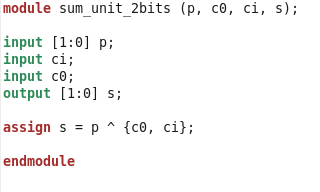 module sum_unit_2bits (p, c0, ci, s);
input [1:0] p;
input ci;
input c0;
output [1:0] s;
assign s = p ^ {c0, ci};
endmodule